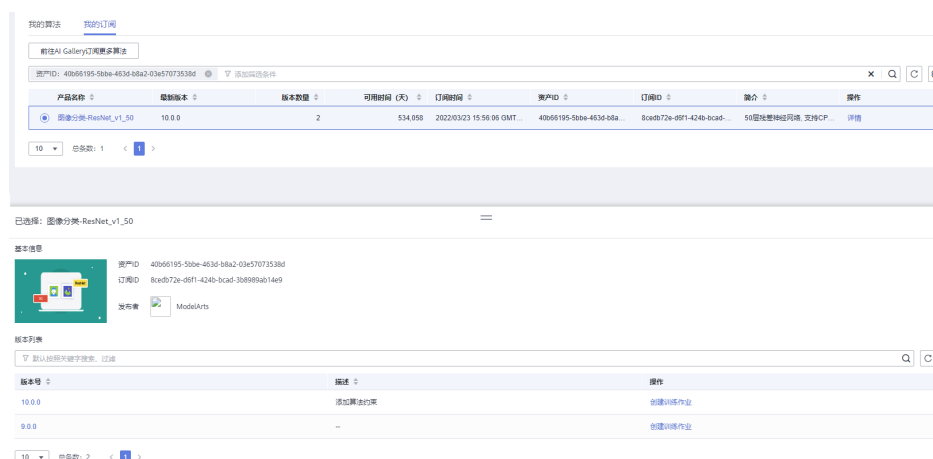 我的算法 我的订阅
前往AI Gallery订阅更多算法
资产ID: 40b66195-5bbe-463d-b8a2-03e57073538d 添加筛选条件
产品名称 最新版本 版本数量 可用时间（天） 订阅时间 资产ID 订阅ID 简介 操作
图像分类-ResNet_v1_50 10.0.0 2 534,058 2022/03/23 15:56:06 GMT... 40b66195-5bbe-463d-b8a... 8cedb72e-d6f1-424b-bcad-... 50层残差神经网络, 支持CP... 详情
10 总条数: 1 < 1 >
已选择: 图像分类-ResNet_v1_50
基本信息
资产ID 40b66195-5bbe-463d-b8a2-03e57073538d
订阅ID 8cedb72e-d6f1-424b-bcad-3b8989ab14e9
发布者 ModelArts
版本列表
默认按照关键字搜索、过滤
版本号 描述 操作
10.0.0 添加算法约束 创建训练作业
9.0.0 -- 创建训练作业
10 总条数: 2 < 1 >